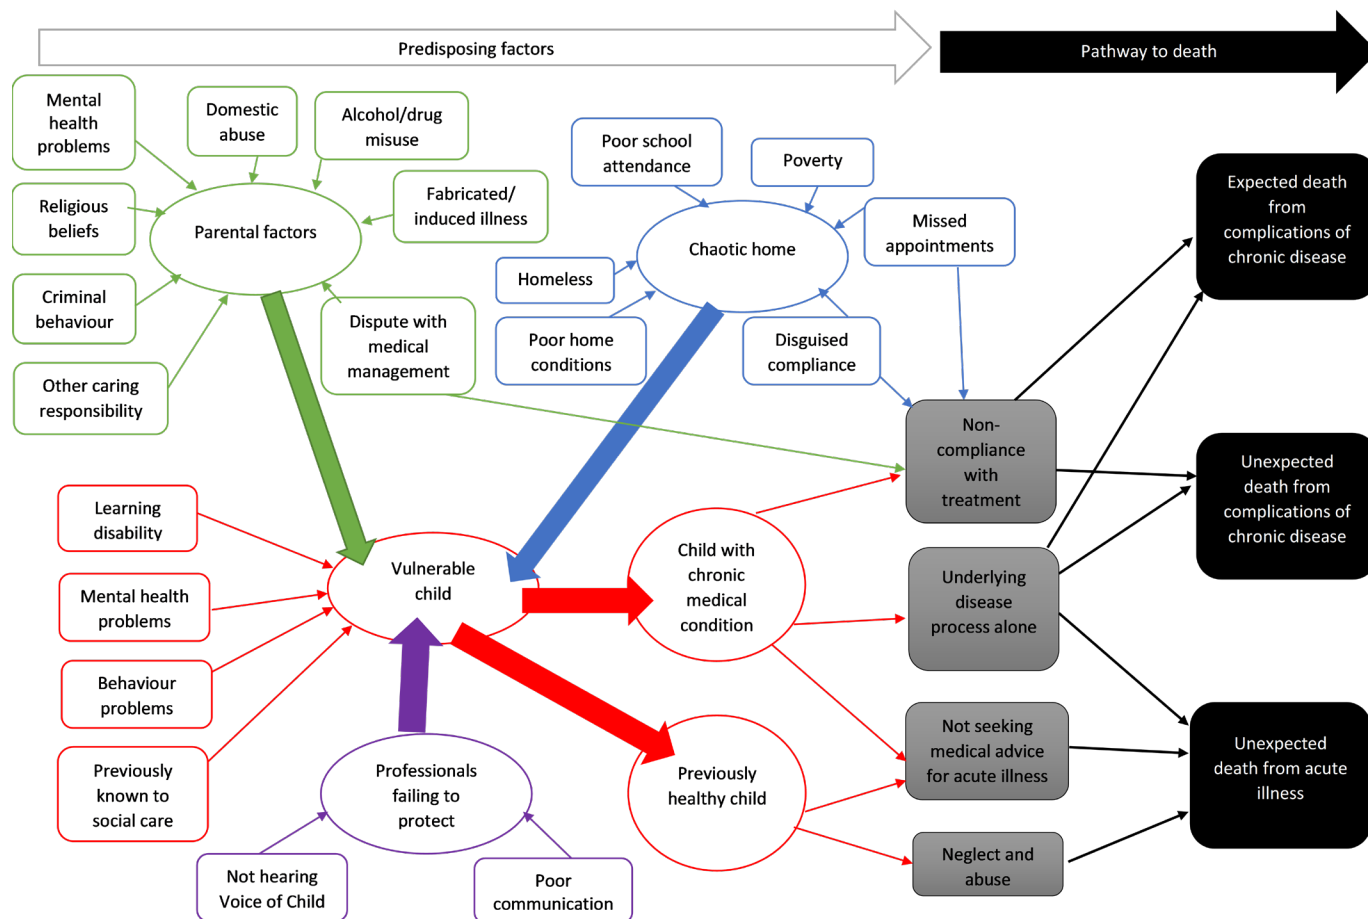 Predisposing factors
Pathway to death
Mental
health
problems
Domestic
abuse
Alcohol/drug
misuse
Religious
beliefs
Parental factors
Fabricated/
induced illness
Criminal
behaviour
Other caring
responsibility
Dispute with
medical
management
Poor school
attendance
Poverty
Missed
appointments
Chaotic home
Homeless
Poor home
conditions
Disguised
compliance
Expected death
from
complications of
chronic disease
Non-
compliance
with
treatment
Unexpected
death from
complications of
chronic disease
Learning
disability
Mental health
problems
Behaviour
problems
Previously
known to
social care
Vulnerable
child
Child with
chronic
medical
condition
Underlying
disease
process alone
Professionals
failing to
protect
Previously
healthy child
Not seeking
medical advice
for acute illness
Unexpected
death from acute
illness
Not hearing
Voice of Child
Poor
communication
Neglect and
abuse